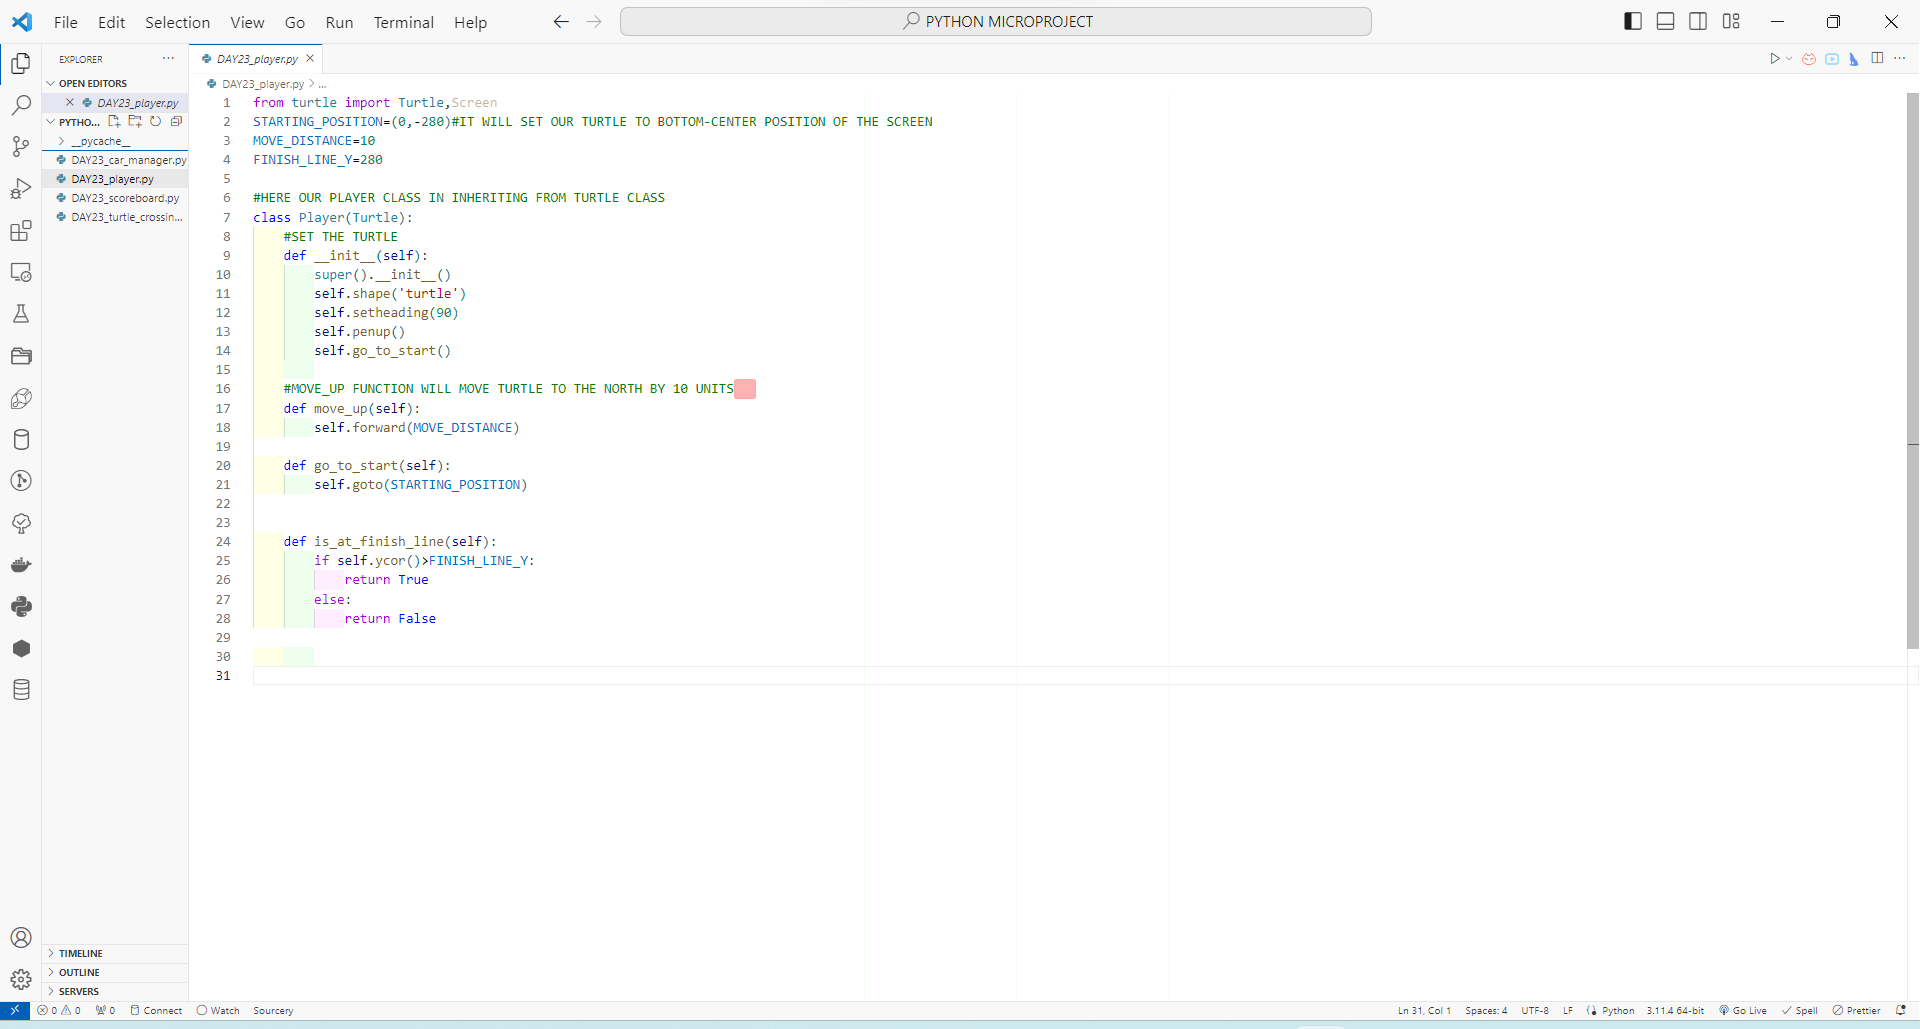 File Edit Selection View Go Run Terminal Help
PYTHON MICROPROJECT
EXPLORER
OPEN EDITORS
DAY23_player.py
PYTHO...
__pycache__
DAY23_car_manager.py
DAY23_player.py
DAY23_scoreboard.py
DAY23_turtle_crossin...
TIMELINE
OUTLINE
SERVERS
DAY23_player.py
DAY23_player.py > ...
1 from turtle import Turtle,Screen
2 STARTING_POSITION=(0,-280)#IT WILL SET OUR TURTLE TO BOTTOM-CENTER POSITION OF THE SCREEN
3 MOVE_DISTANCE=10
4 FINISH_LINE_Y=280
5
6 #HERE OUR PLAYER CLASS IN INHERITING FROM TURTLE CLASS
7 class Player(Turtle):
8     #SET THE TURTLE
9     def __init__(self):
10         super().__init__()
11         self.shape('turtle')
12         self.setheading(90)
13         self.penup()
14         self.go_to_start()
15
16     #MOVE_UP FUNCTION WILL MOVE TURTLE TO THE NORTH BY 10 UNITS
17     def move_up(self):
18         self.forward(MOVE_DISTANCE)
19
20     def go_to_start(self):
21         self.goto(STARTING_POSITION)
22
23
24     def is_at_finish_line(self):
25         if self.ycor()>FINISH_LINE_Y:
26             return True
27         else:
28             return False
29
30
31
0 0 0 Connect Watch Sourcery
Ln 31, Col 1 Spaces: 4 UTF-8 LF Python 3.11.4 64-bit Go Live Spell Prettier